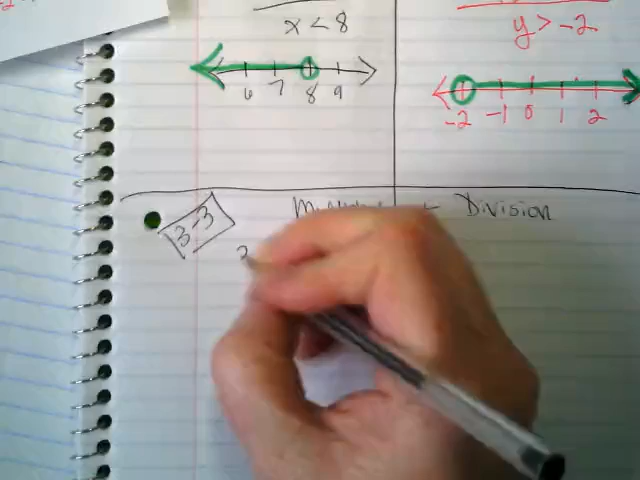 x < 8
6 7 8 9
y > -2
-2 -1 0 1 2
3-3
Division